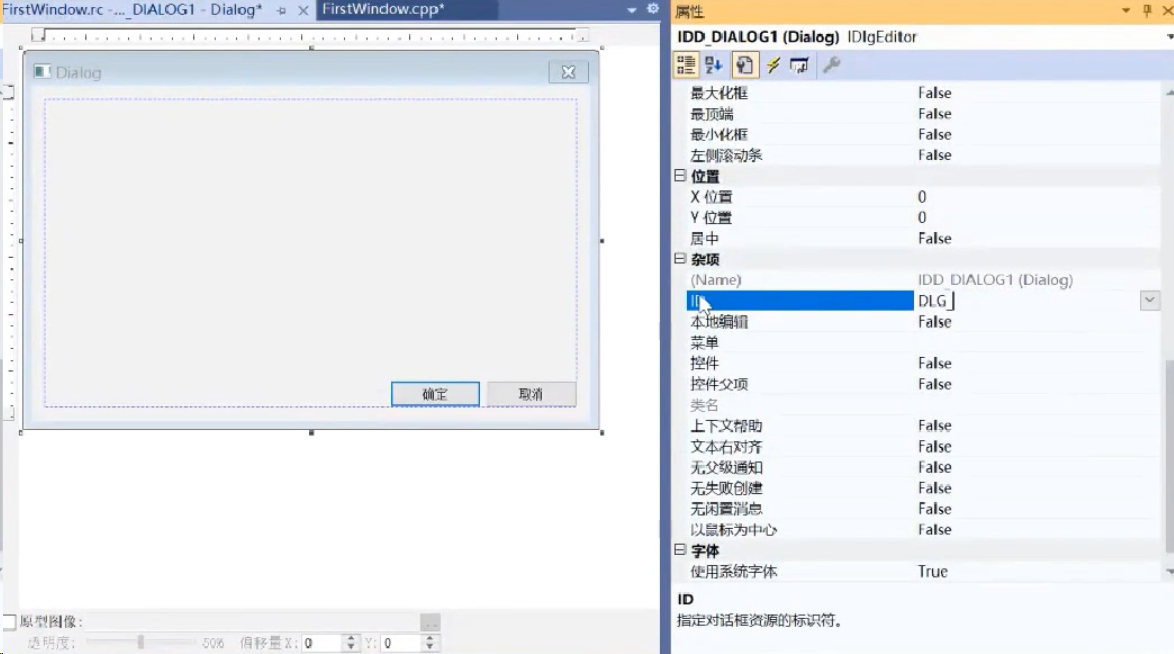 FirstWindow.rc -..._DIALOG1 - Dialog*
FirstWindow.cpp*
Dialog
确定
取消
原型图像:
透明度:
50%
偏移量 X:
0
Y:
0
属性
IDD_DIALOG1 (Dialog) IDlgEditor
最大化框 False
最顶端 False
最小化框 False
左侧滚动条 False
位置
X 位置 0
Y 位置 0
居中 False
杂项
(Name) IDD_DIALOG1 (Dialog)
ID DLG_
本地编辑 False
菜单
控件 False
控件父项 False
类名
上下文帮助 False
文本右对齐 False
无父级通知 False
无失败创建 False
无闲置消息 False
以鼠标为中心 False
字体
使用系统字体 True
ID
指定对话框资源的标识符。